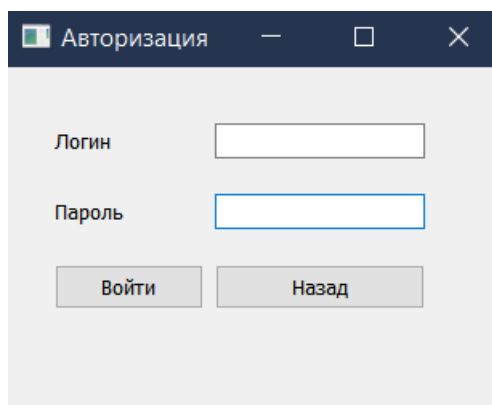 Авторизация
Логин
Пароль
Войти Назад